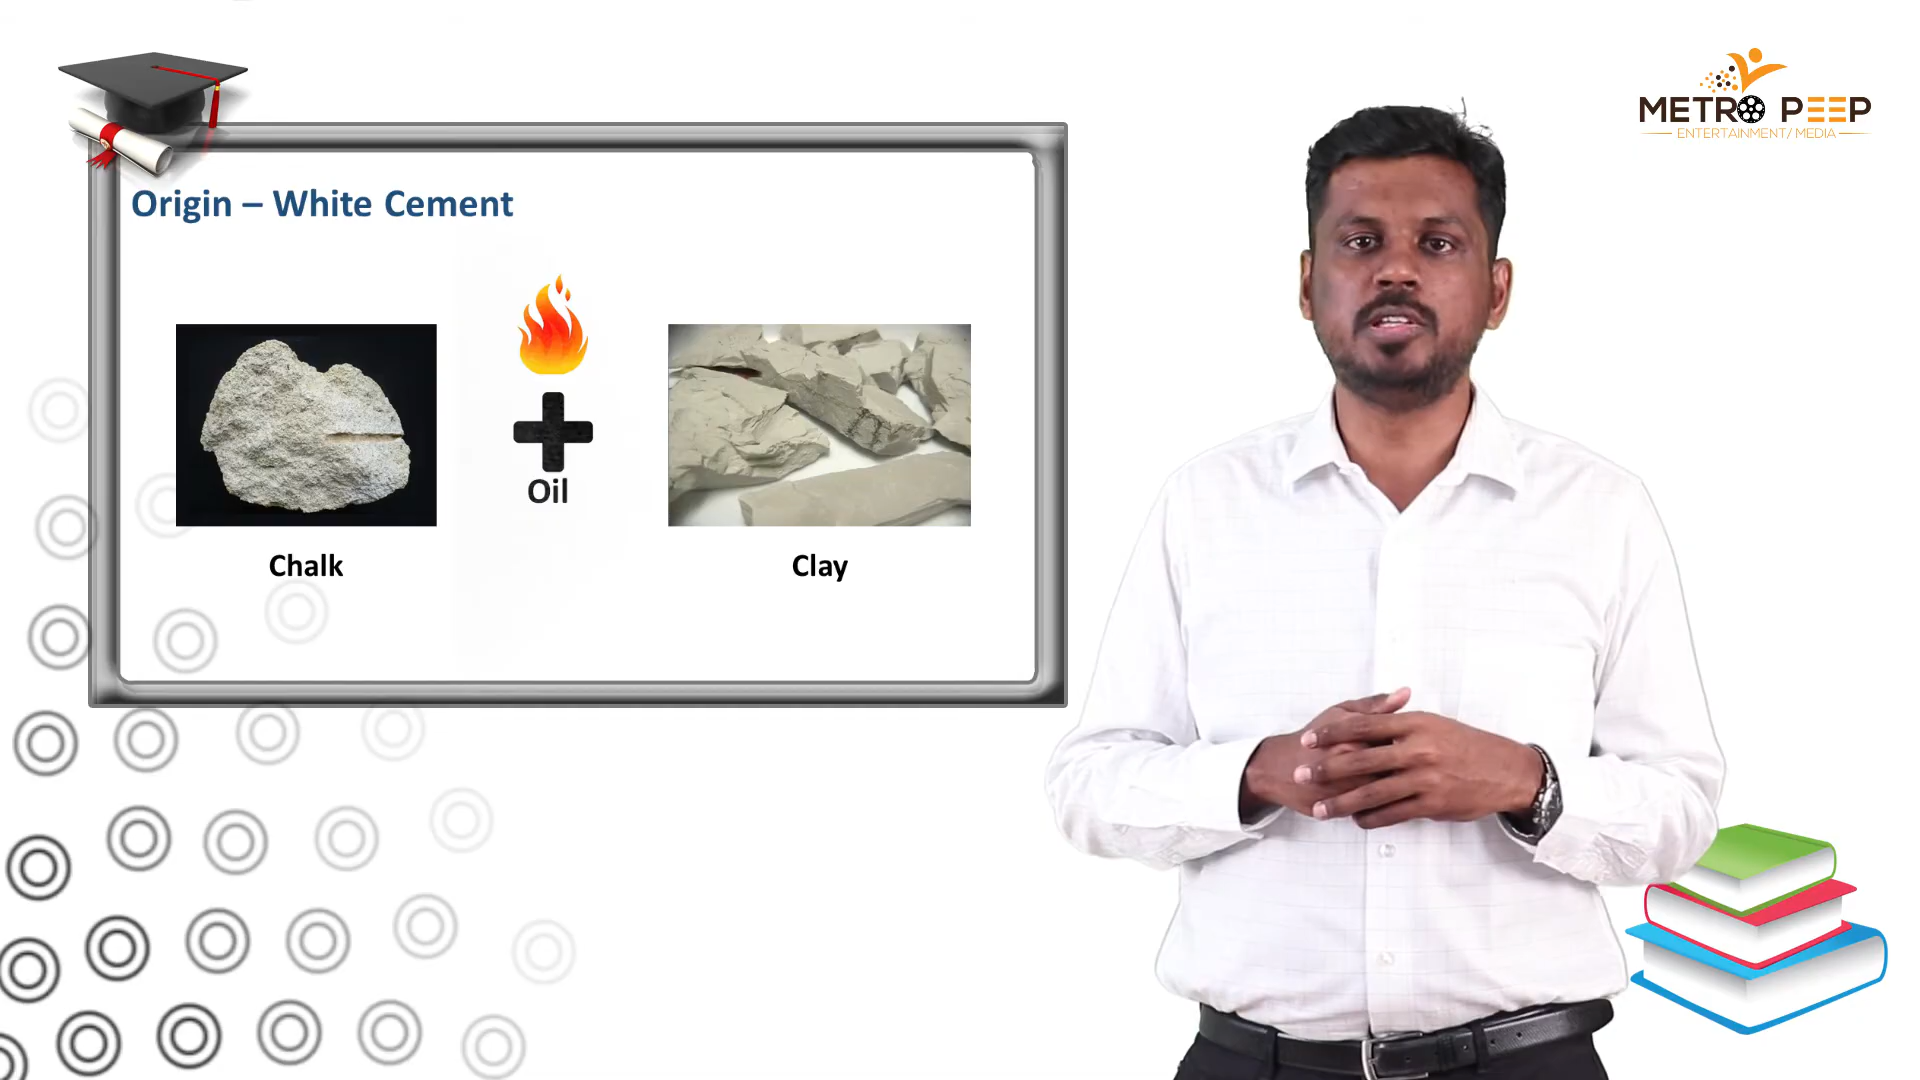 METRO PEEP
ENTERTAINMENT/ MEDIA
Origin – White Cement
Oil
Chalk
Clay